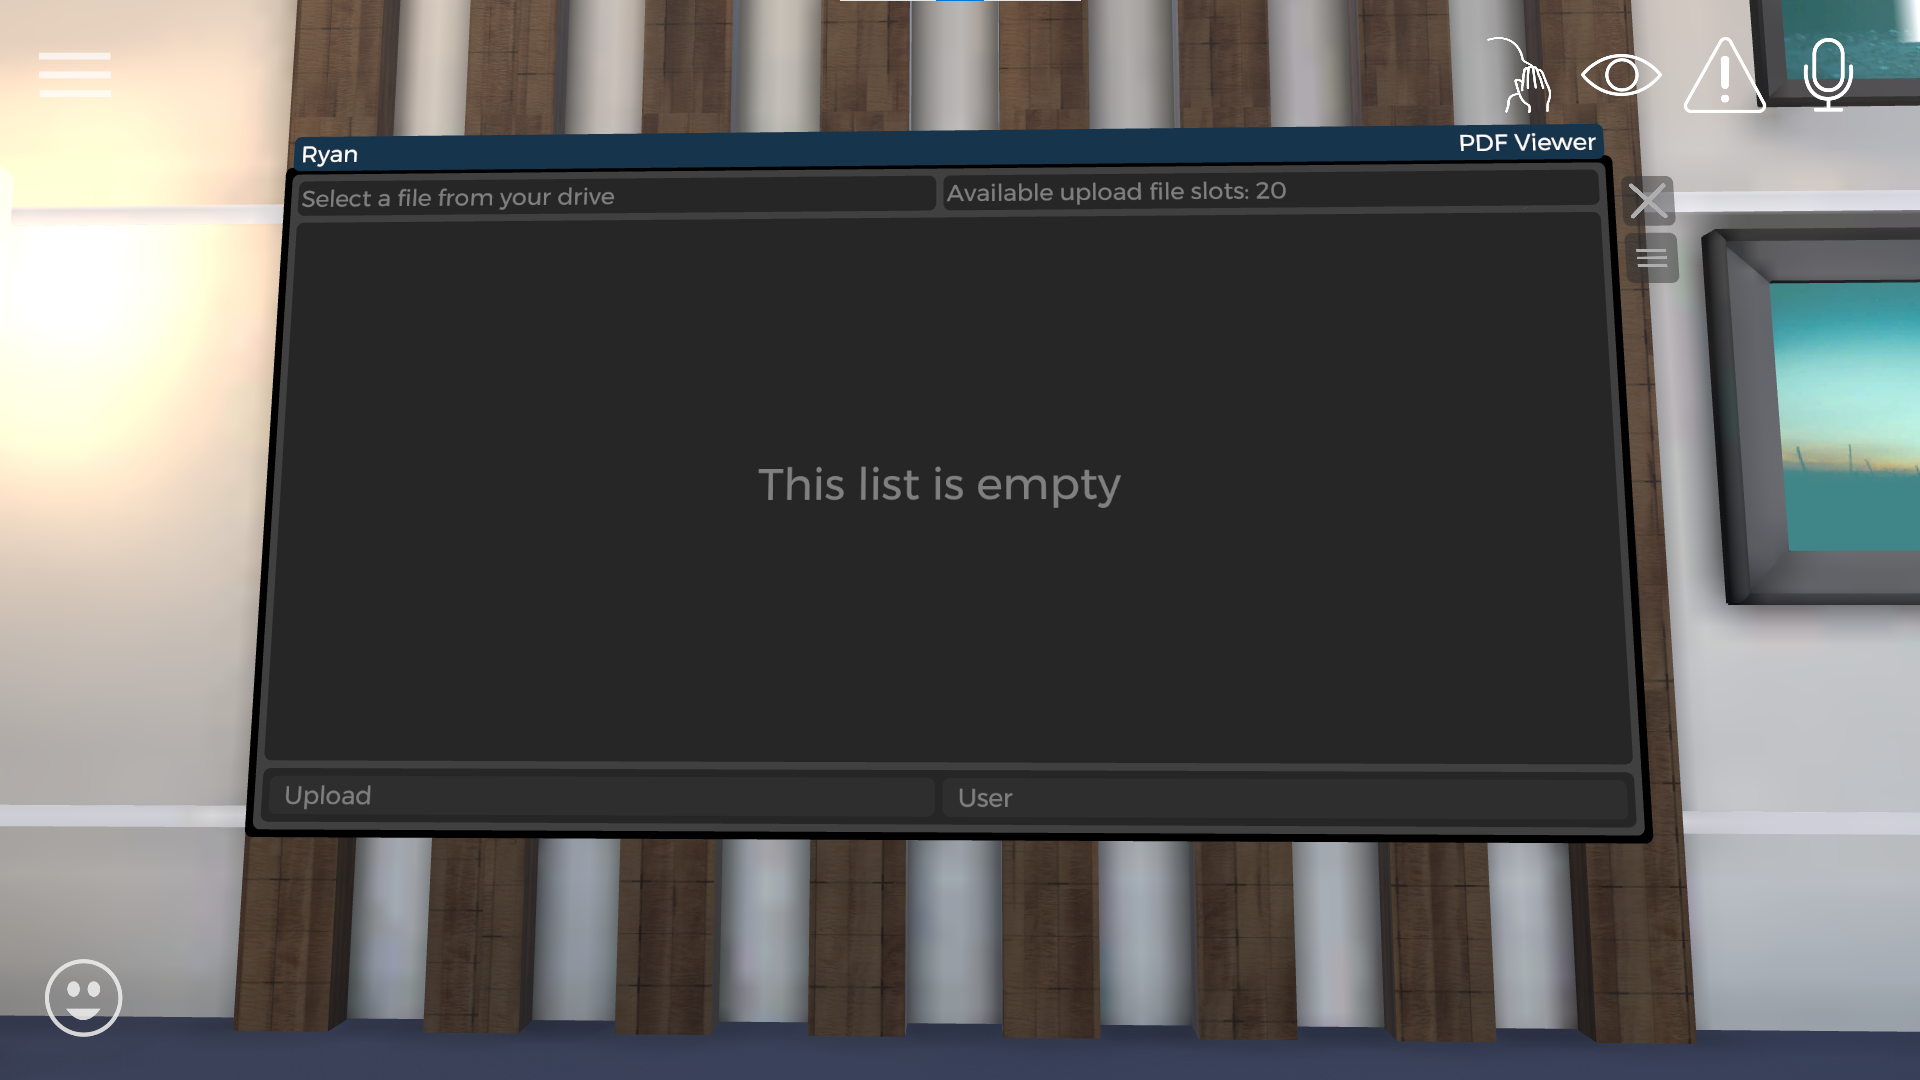 Ryan
PDF Viewer
Select a file from your drive
Available upload file slots: 20
This list is empty
Upload
User